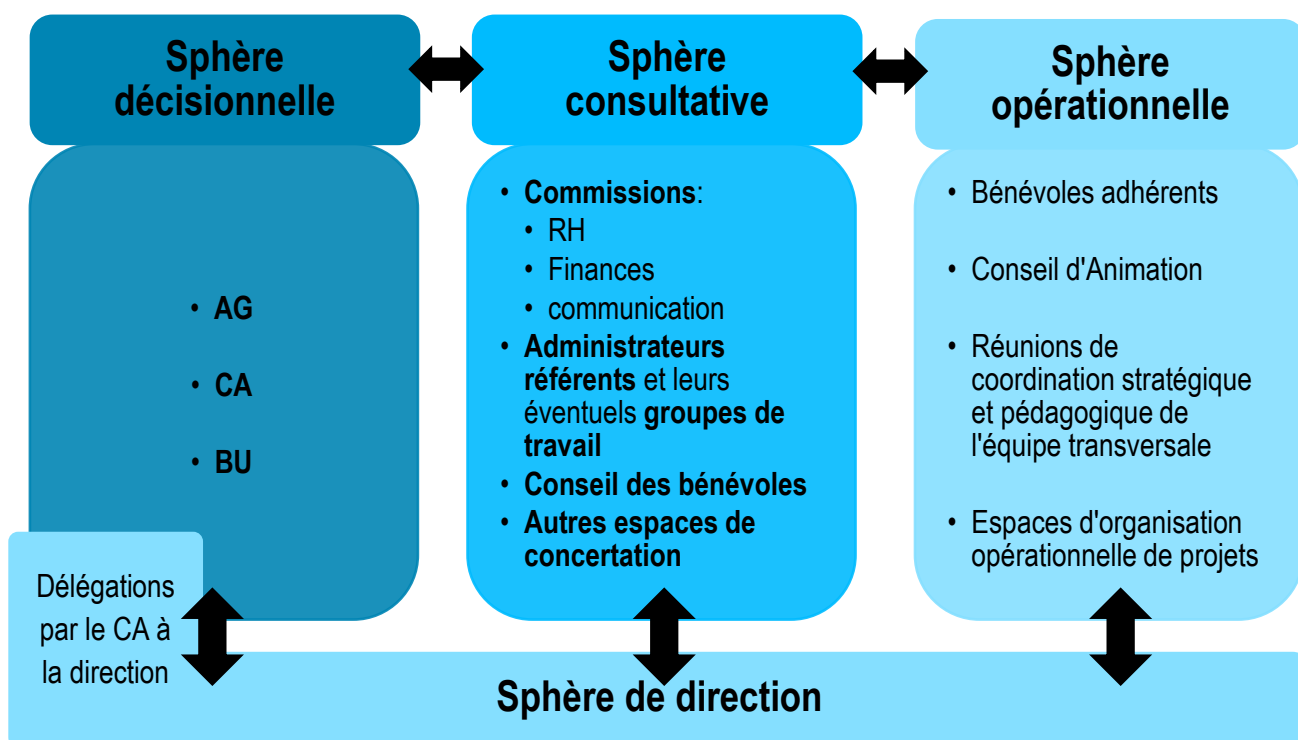 Sphère
décisionnelle
Sphère
consultative
Sphère
opérationnelle
• AG
• CA
• BU
• Commissions:
• RH
• Finances
• communication
• Administrateurs
référents et leurs
éventuels groupes de
travail
• Conseil des bénévoles
• Autres espaces de
concertation
• Bénévoles adhérents
• Conseil d'Animation
• Réunions de
coordination stratégique
et pédagogique de
l'équipe transversale
• Espaces d'organisation
opérationnelle de projets
Délégations
par le CA à
la direction
Sphère de direction